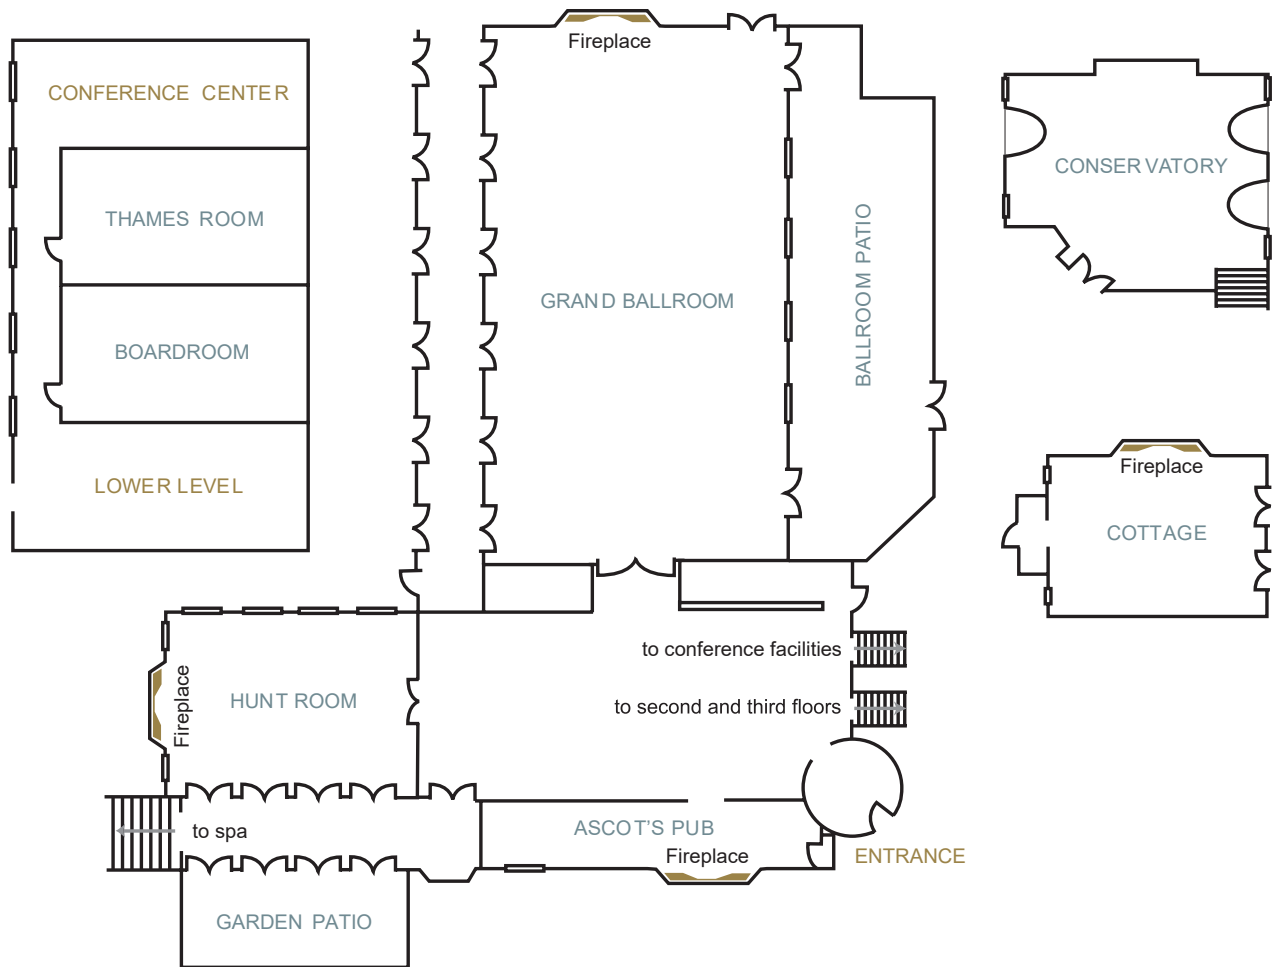 Fireplace
CONFERENCE CENTER
THAMES ROOM
BOARDROOM
LOWER LEVEL
GRAND BALLROOM
BALLROOM PATIO
CONSERVATORY
Fireplace
COTTAGE
to conference facilities
to second and third floors
HUNT ROOM
Fireplace
to spa
ASCOT'S PUB
Fireplace
ENTRANCE
GARDEN PATIO